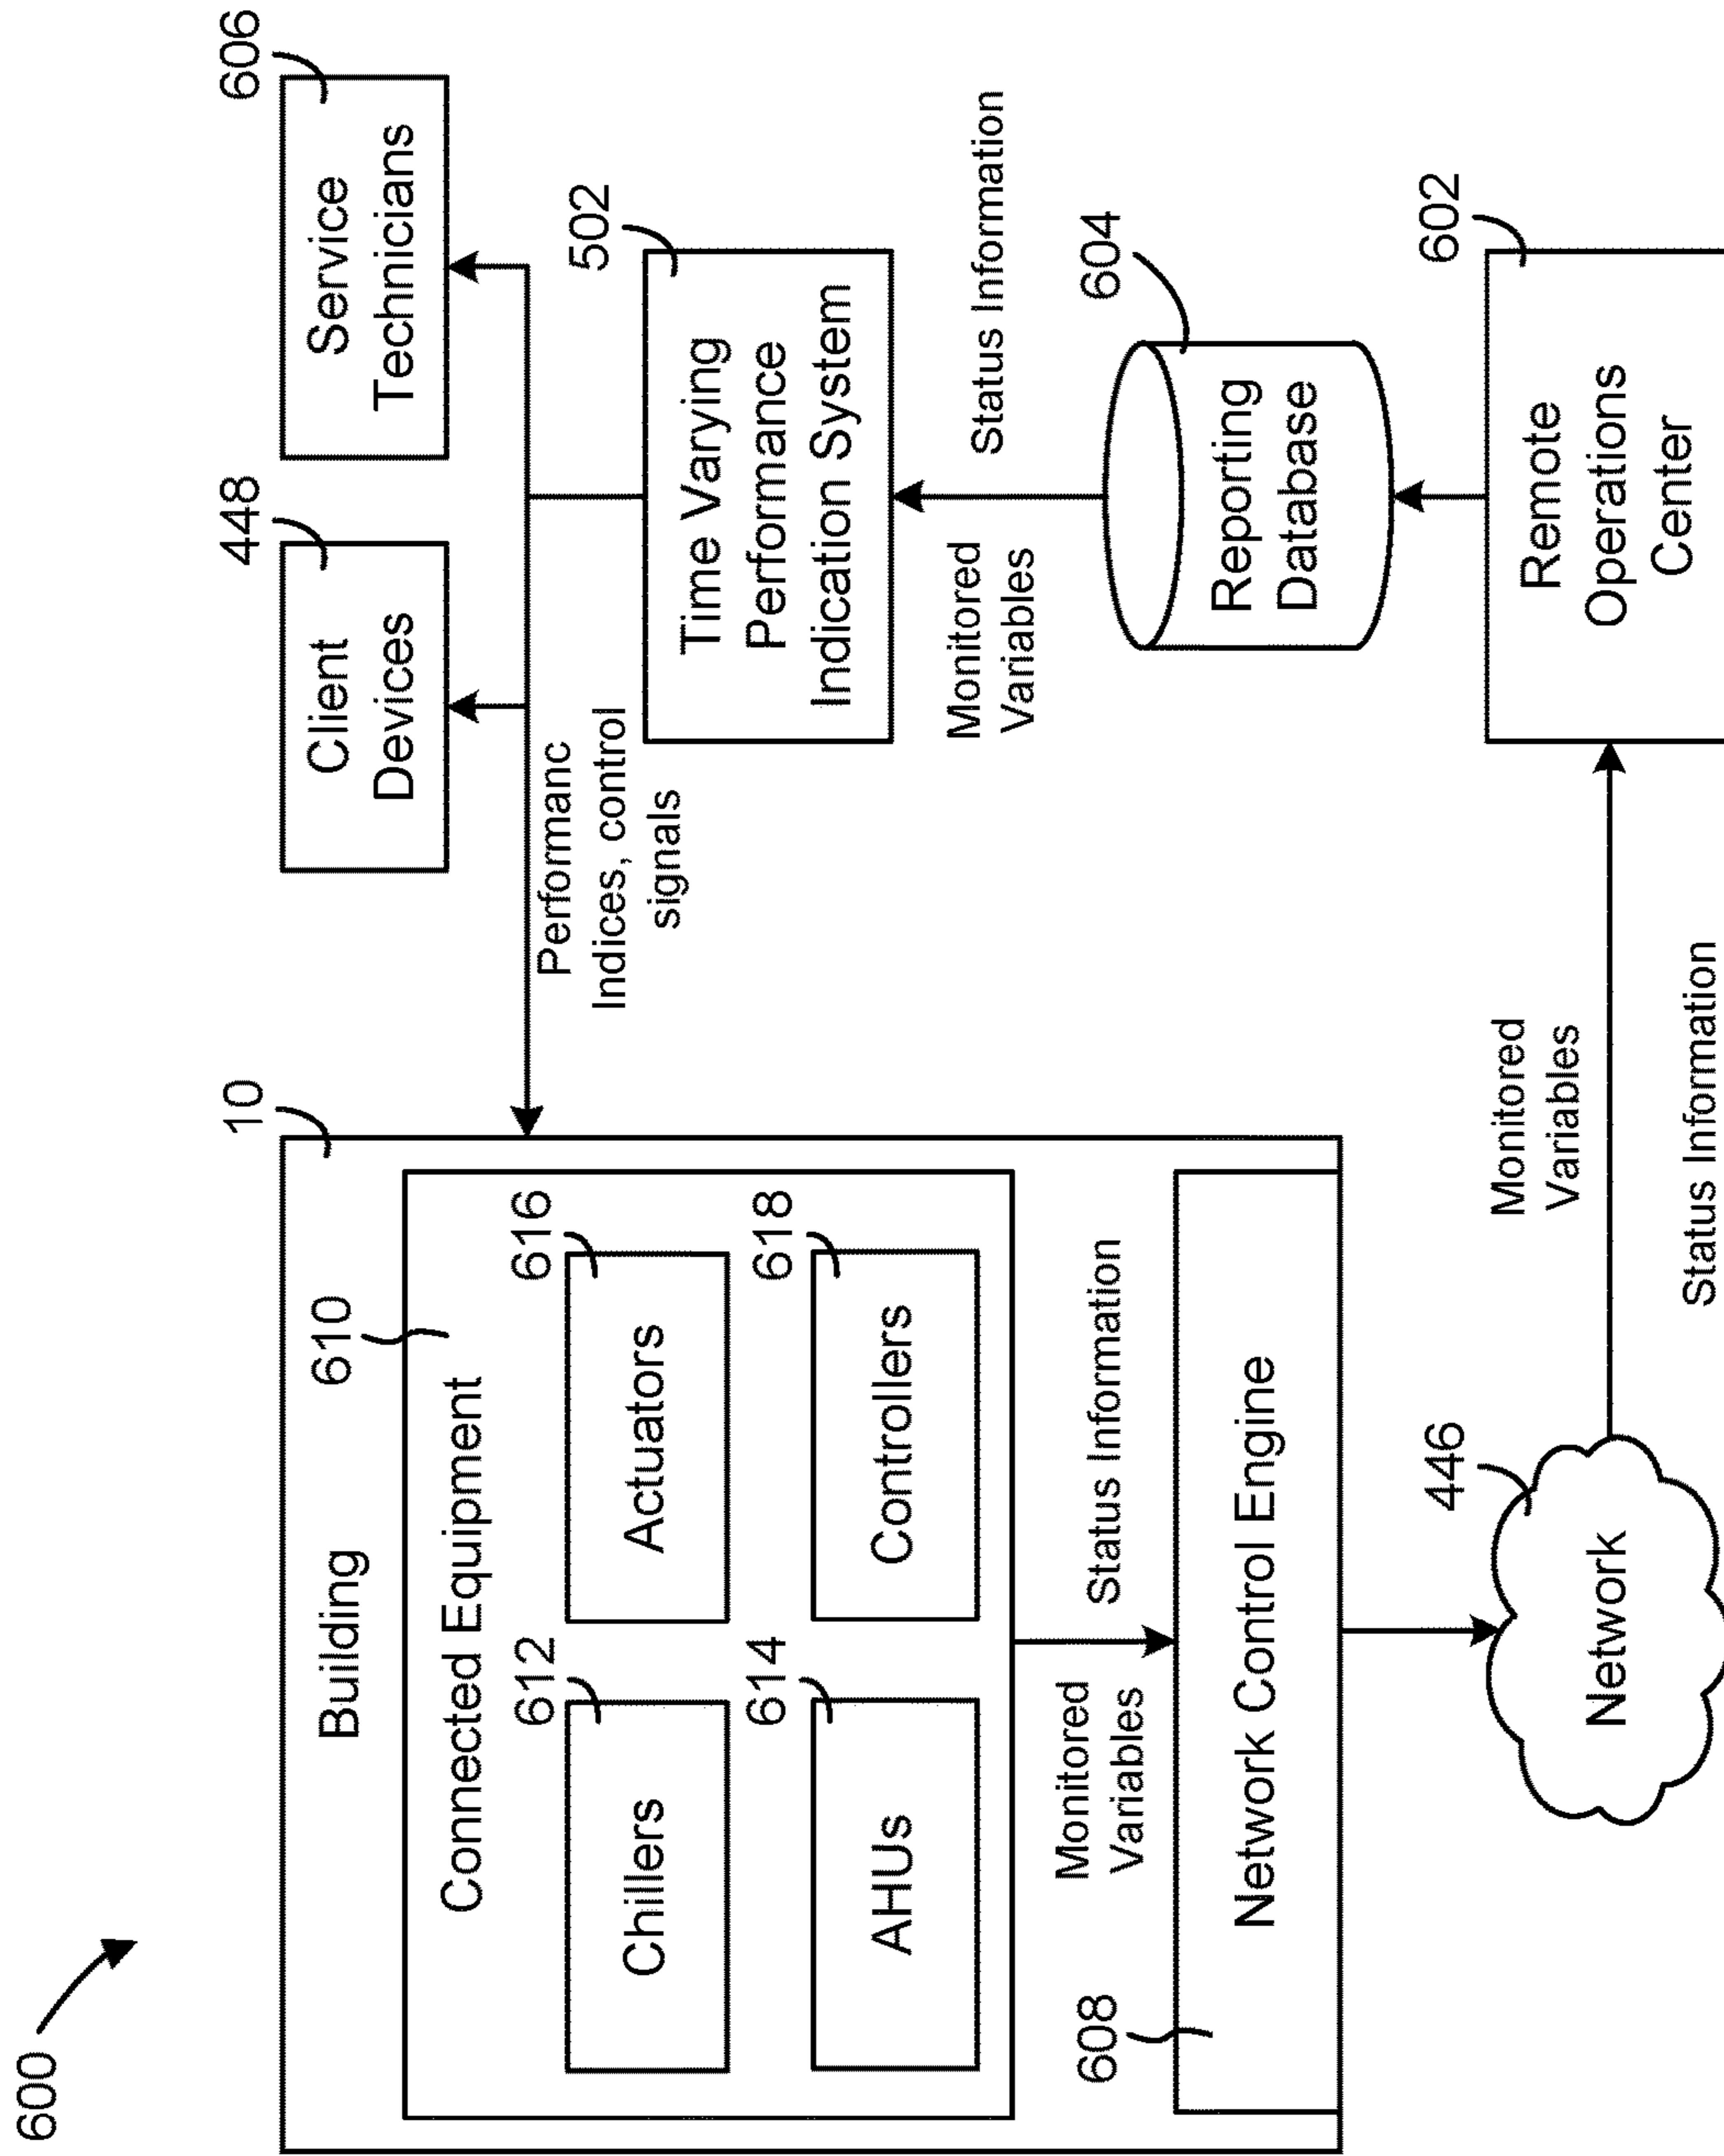 600
Building
10
Connected Equipment
610
Chillers
612
Actuators
616
AHUs
614
Controllers
618
Monitored
Variables
Status Information
Network Control Engine
608
Network
446
Monitored
Variables
Status Information
Remote
Operations
Center
602
Reporting
Database
604
Monitored
Variables
Status Information
Time Varying
Performance
Indication System
502
Performanc
Indices, control
signals
Client
Devices
448
Service
Technicians
606